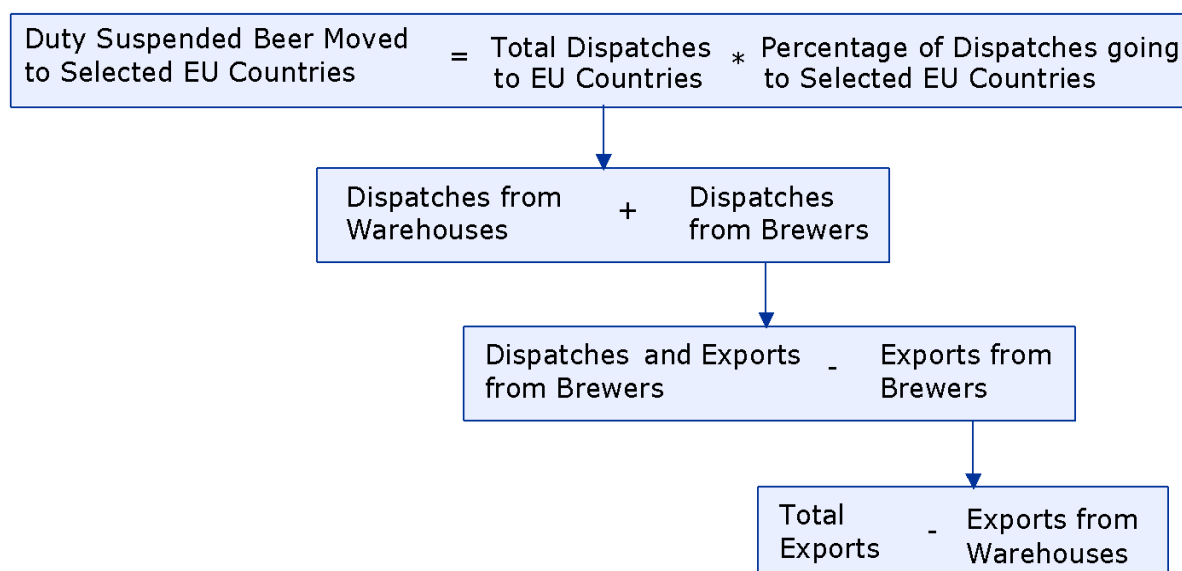 Duty Suspended Beer Moved = Total Dispatches * Percentage of Dispatches going
to Selected EU Countries to EU Countries to Selected EU Countries
Dispatches from + Dispatches
Warehouses from Brewers
Dispatches and Exports - Exports from
from Brewers Brewers
Total - Exports from
Exports Warehouses